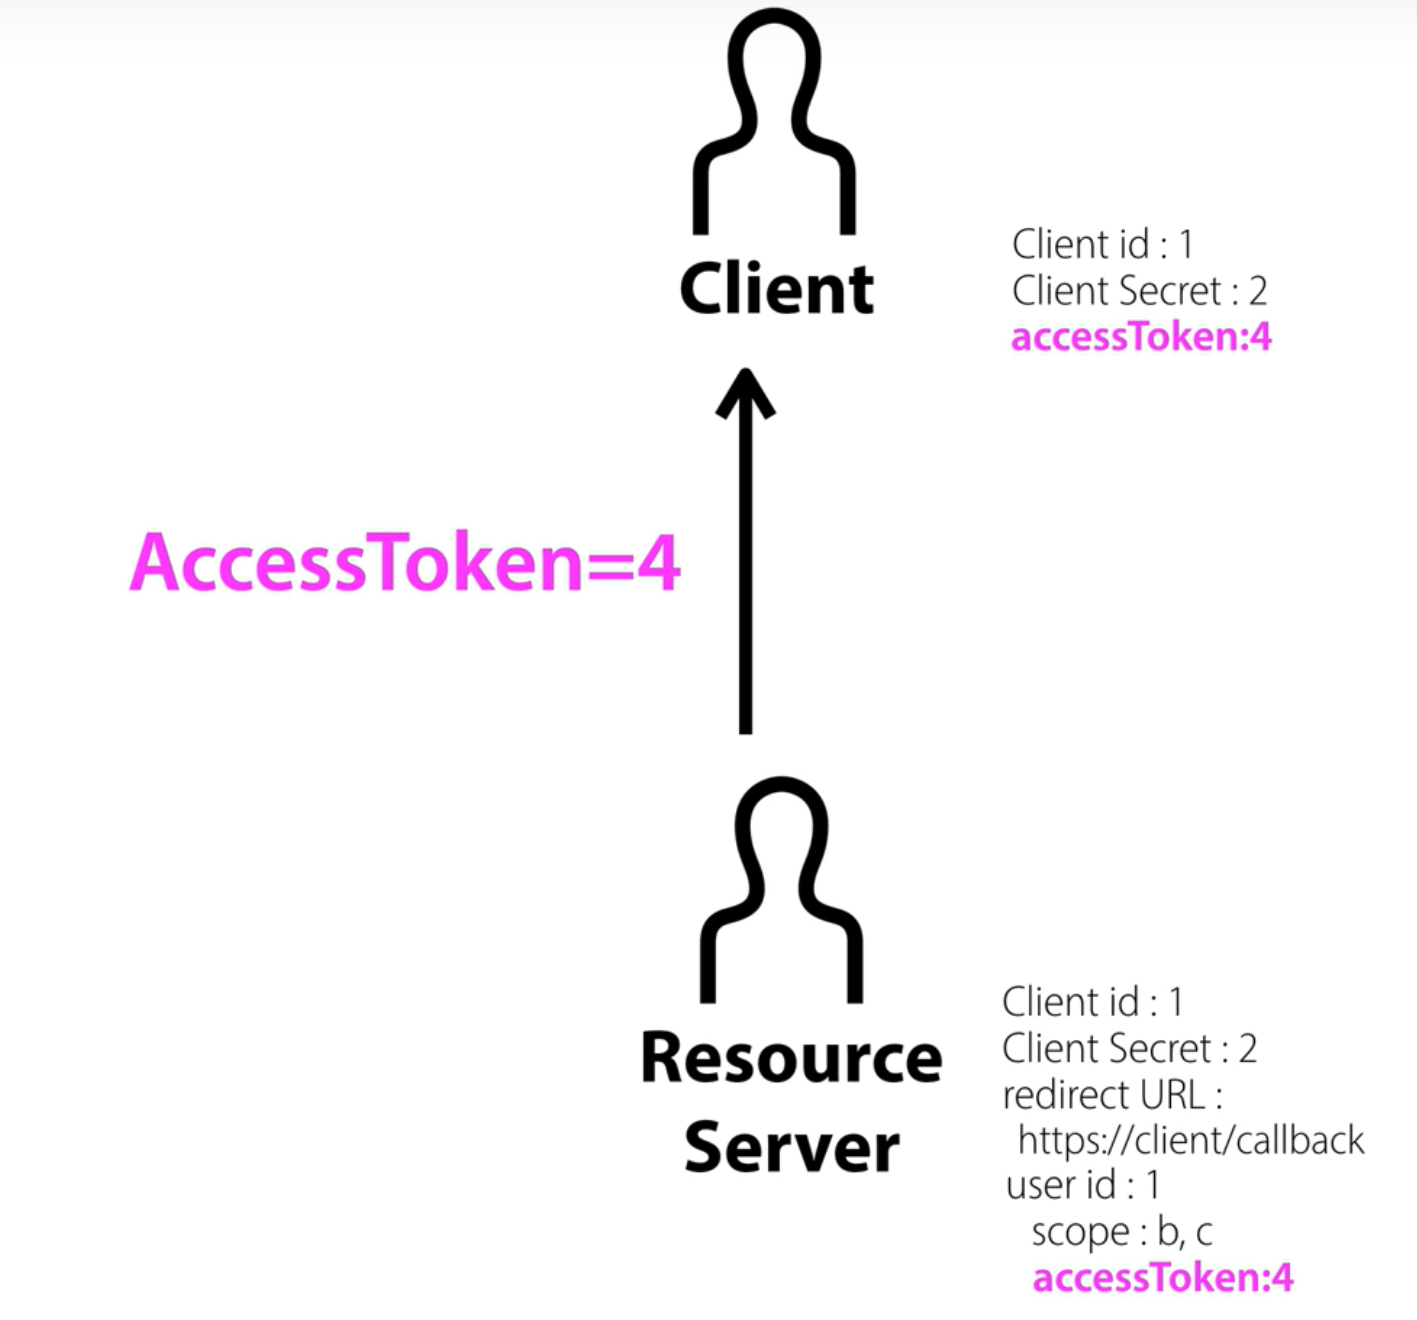 Client
Client id : 1
Client Secret : 2
accessToken:4
AccessToken=4
Resource
Server
Client id : 1
Client Secret : 2
redirect URL :
https://client/callback
user id : 1
scope : b, c
accessToken:4